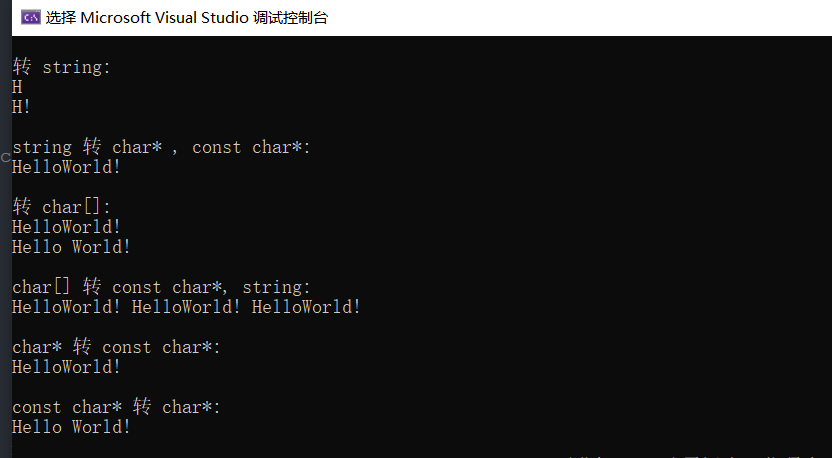 选择 Microsoft Visual Studio 调试控制台
转 string:
H
H!
string 转 char* , const char*:
HelloWorld!
转 char[]:
HelloWorld!
Hello World!
char[] 转 const char*, string:
HelloWorld! HelloWorld! HelloWorld!
char* 转 const char*:
HelloWorld!
const char* 转 char*:
Hello World!